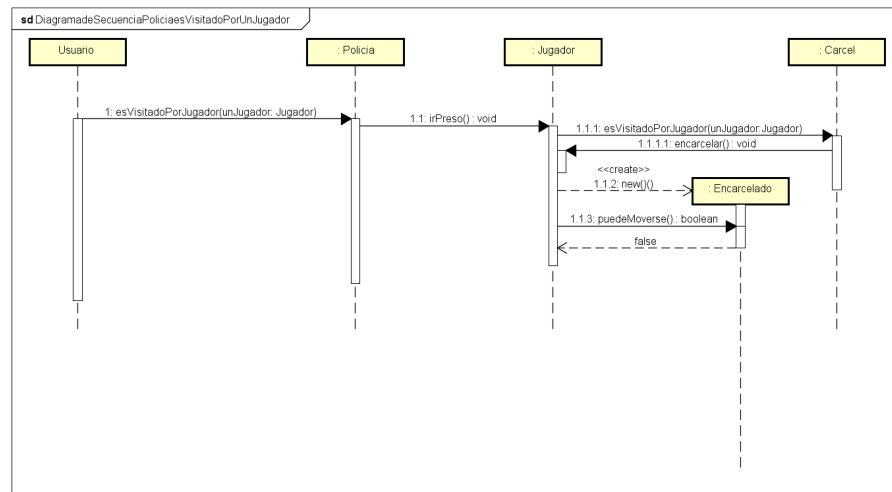 sd DiagramadeSecuenciaPoliciaesVisitadoPorUnJugador
Usuario
: Policia
: Jugador
: Carcel
1: esVisitadoPorJugador(unJugador: Jugador)
1.1: irPreso() : void
1.1.1: esVisitadoPorJugador(unJugador:Jugador)
1.1.1.1: encarcelar() : void
<<create>>
1.1.2: new()()
: Encarcelado
1.1.3: puedeMoverse() : boolean
false